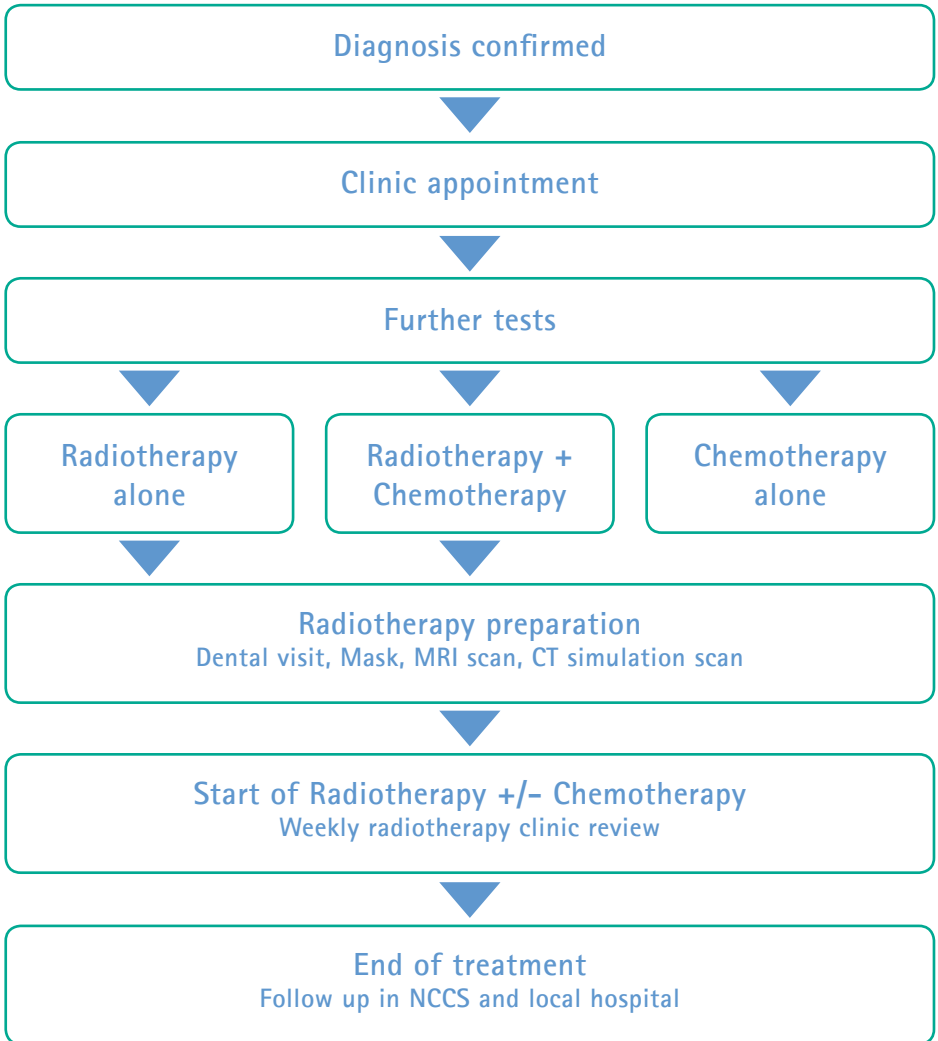 Diagnosis confirmed
Clinic appointment
Further tests
Radiotherapy
alone
Radiotherapy +
Chemotherapy
Chemotherapy
alone
Radiotherapy preparation
Dental visit, Mask, MRI scan, CT simulation scan
Start of Radiotherapy +/- Chemotherapy
Weekly radiotherapy clinic review
End of treatment
Follow up in NCCS and local hospital